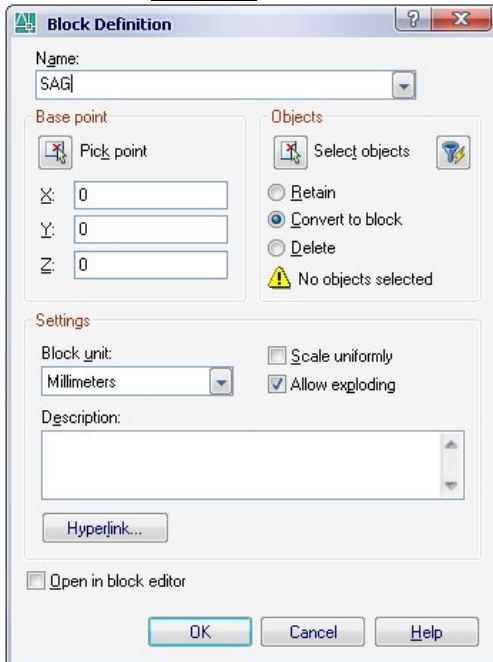 Block Definition
Name:
SAG
Base point
Pick point
X: 0
Y: 0
Z: 0
Objects
Select objects
Retain
Convert to block
Delete
No objects selected
Settings
Block unit:
Millimeters
Scale uniformly
Allow exploding
Description:
Hyperlink...
Open in block editor
OK Cancel Help